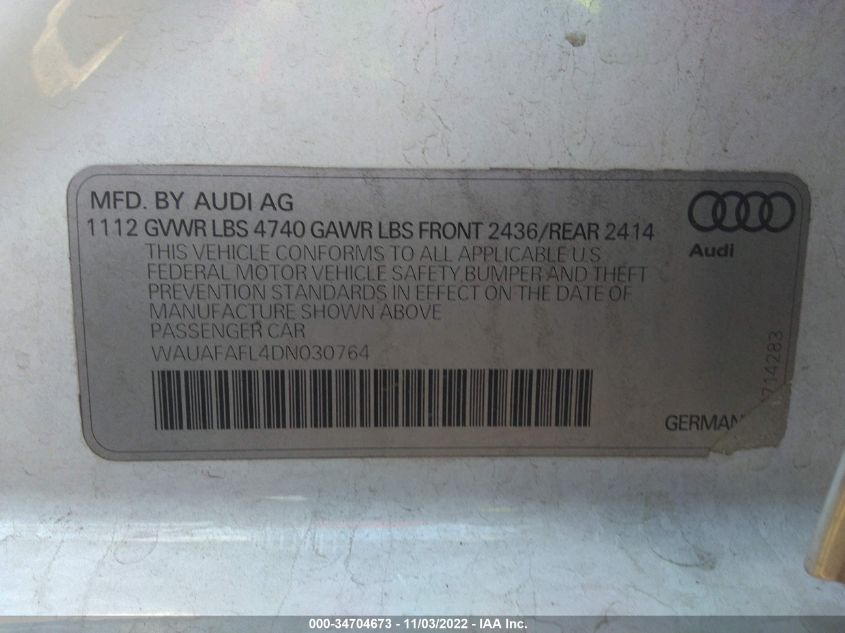 MFD. BY AUDI AG
1112 GVWR LBS 4740 GAWR LBS FRONT 2436/REAR 2414
THIS VEHICLE CONFORMS TO ALL APPLICABLE U.S.
FEDERAL MOTOR VEHICLE SAFETY BUMPER AND THEFT
PREVENTION STANDARDS IN EFFECT ON THE DATE OF
MANUFACTURE SHOWN ABOVE
PASSENGER CAR
WAUAFAFL4DN030764
Audi
714283
GERMAN
000-34704673 - 11/03/2022 - IAA Inc.